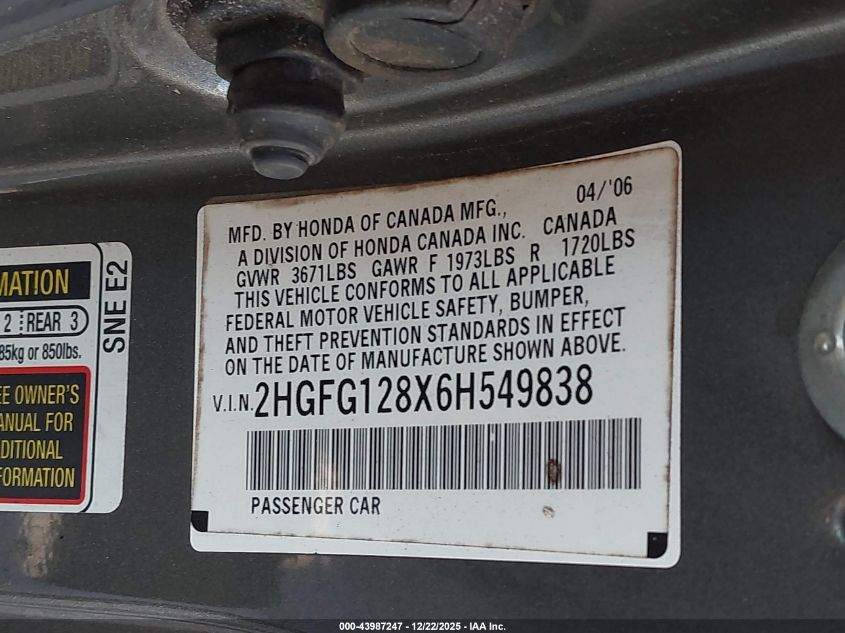 MATION
2 REAR 3
85kg or 850lbs.
EE OWNER'S
ANUAL FOR
DITIONAL
FORMATION
SNE E2
04/'06
MFD. BY HONDA OF CANADA MFG.,
A DIVISION OF HONDA CANADA INC. CANADA
GVWR 3671LBS GAWR F 1973LBS R 1720LBS
THIS VEHICLE CONFORMS TO ALL APPLICABLE
FEDERAL MOTOR VEHICLE SAFETY, BUMPER,
AND THEFT PREVENTION STANDARDS IN EFFECT
ON THE DATE OF MANUFACTURE SHOWN ABOVE.
V.I.N. 2HGFG128X6H549838
PASSENGER CAR
000-43987247 - 12/22/2025 - IAA Inc.